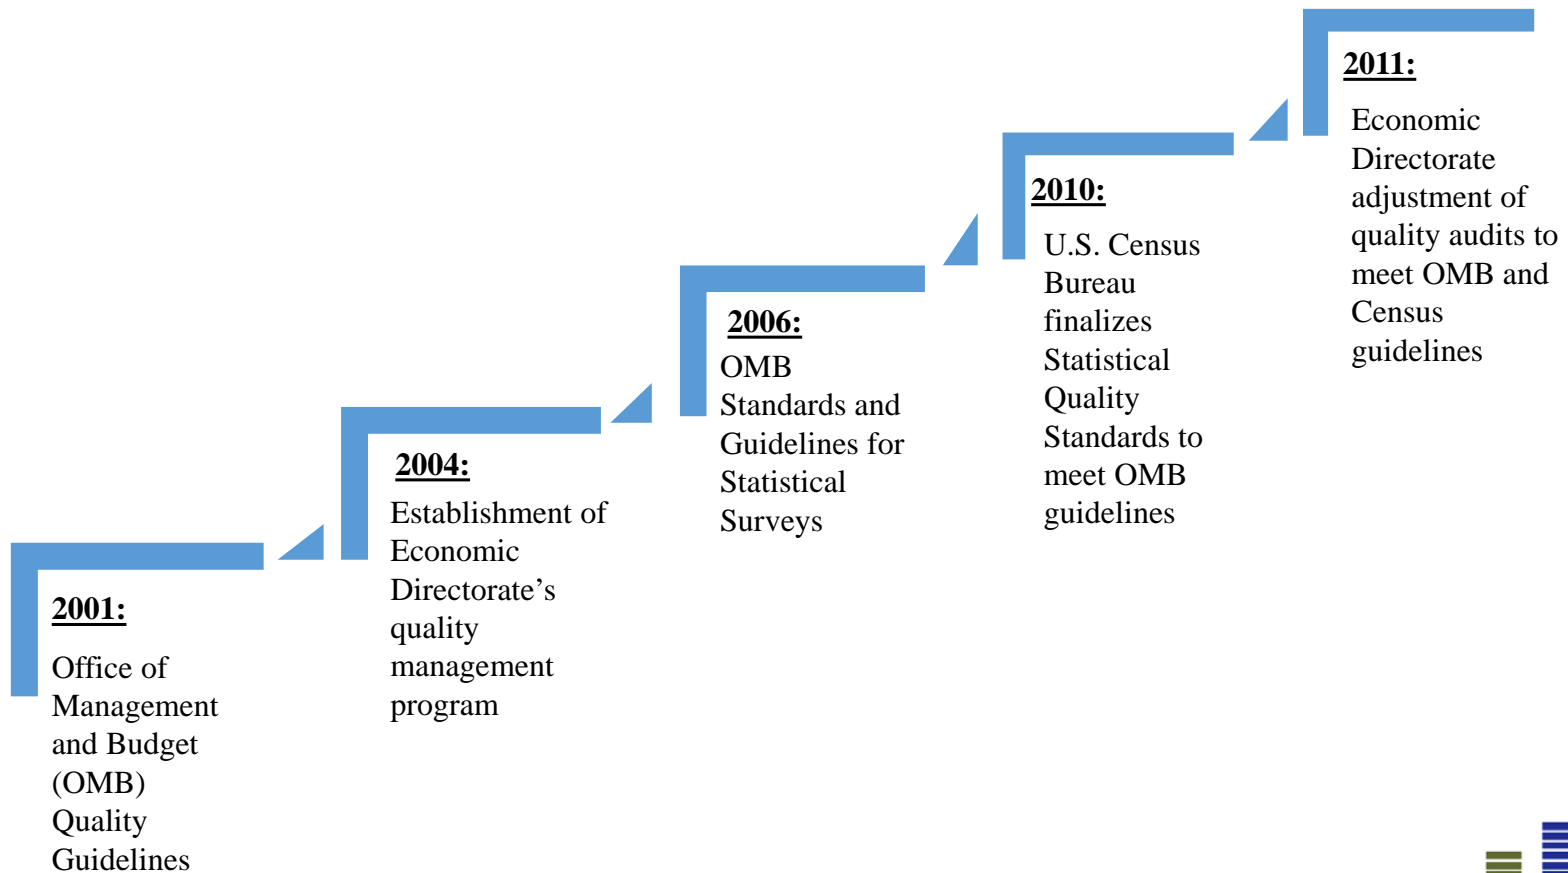 2001:
Office of
Management
and Budget
(OMB)
Quality
Guidelines
2004:
Establishment of
Economic
Directorate’s
quality
management
program
2006:
OMB
Standards and
Guidelines for
Statistical
Surveys
2010:
U.S. Census
Bureau
finalizes
Statistical
Quality
Standards to
meet OMB
guidelines
2011:
Economic
Directorate
adjustment of
quality audits to
meet OMB and
Census
guidelines